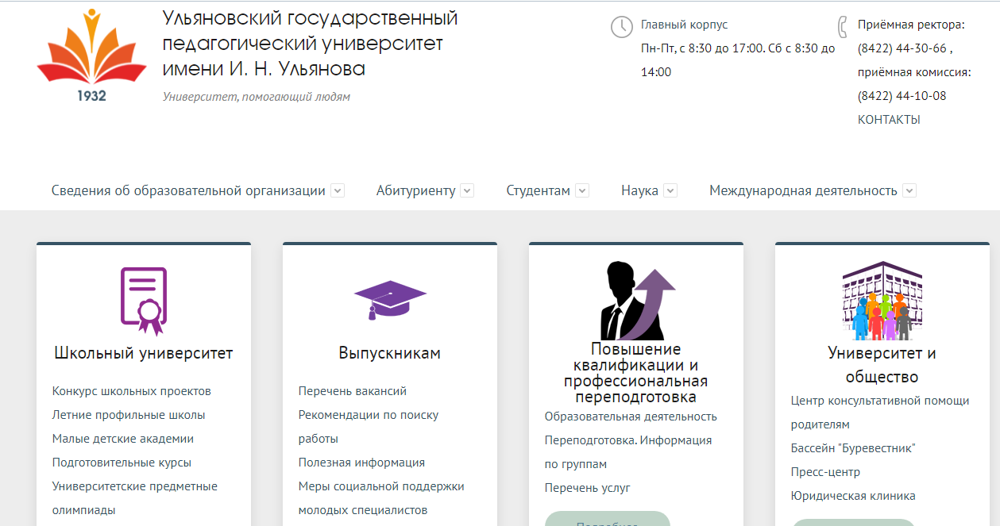 Ульяновский государственный
педагогический университет
имени И. Н. Ульянова
Университет, помогающий людям
1932
Главный корпус
Пн-Пт, с 8:30 до 17:00. Сб с 8:30 до
14:00
Приёмная ректора:
(8422) 44-30-66 ,
приёмная комиссия:
(8422) 44-10-08
КОНТАКТЫ
Сведения об образовательной организации
Абитуриенту
Студентам
Наука
Международная деятельность
Школьный университет
Конкурс школьных проектов
Летние профильные школы
Малые детские академии
Подготовительные курсы
Университетские предметные
олимпиады
Выпускникам
Перечень вакансий
Рекомендации по поиску
работы
Полезная информация
Меры социальной поддержки
молодых специалистов
Повышение
квалификации и
профессиональная
переподготовка
Образовательная деятельность
Переподготовка. Информация
по группам
Перечень услуг
Подробнее
Университет и
общество
Центр консультативной помощи
родителям
Бассейн "Буревестник"
Пресс-центр
Юридическая клиника